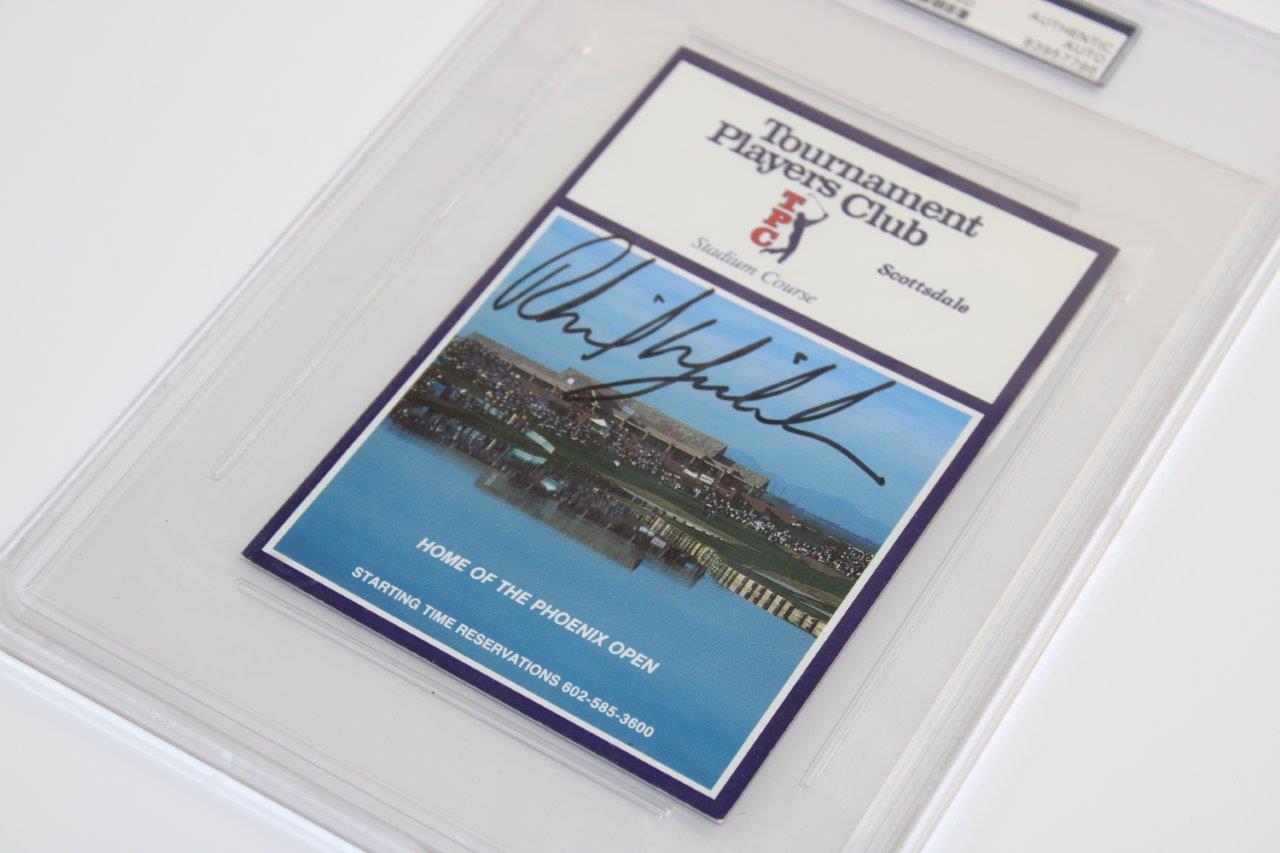 AUTHENTIC
AUTO
83957796
Tournament
Players Club
TPC
Stadium Course
Scottsdale
HOME OF THE PHOENIX OPEN
STARTING TIME RESERVATIONS 602-585-3600